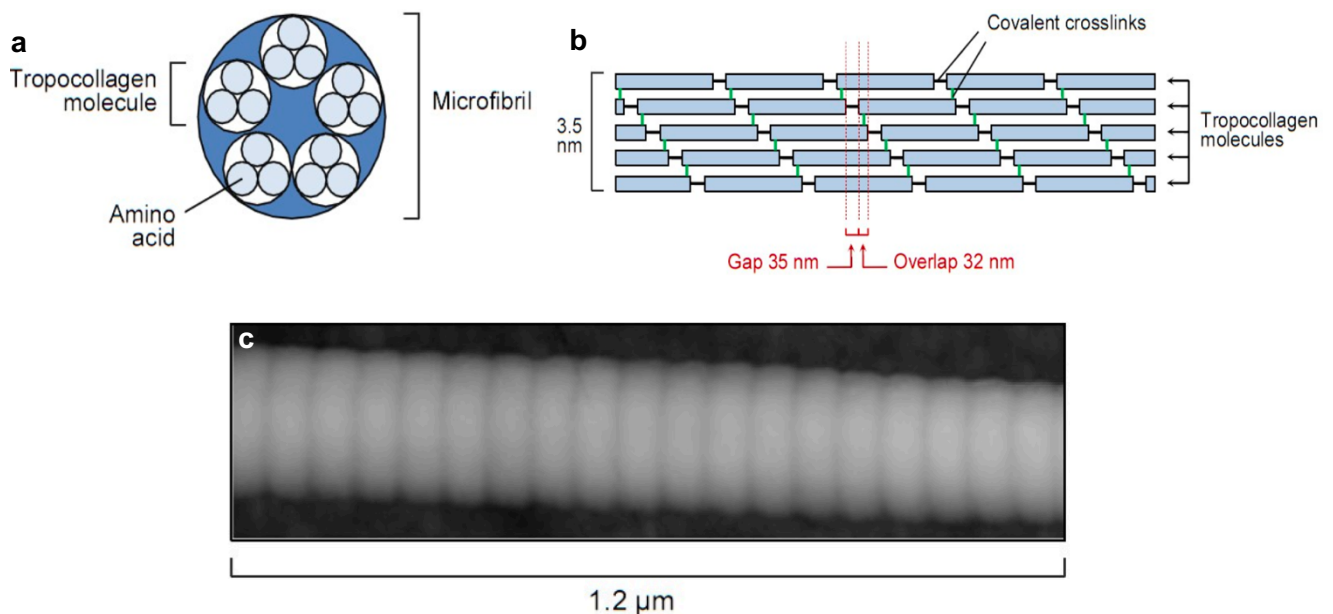 a
Tropocollagen
molecule
Microfibril
Amino
acid
b
Covalent crosslinks
3.5
nm
Tropocollagen
molecules
Gap 35 nm
Overlap 32 nm
c
1.2 µm